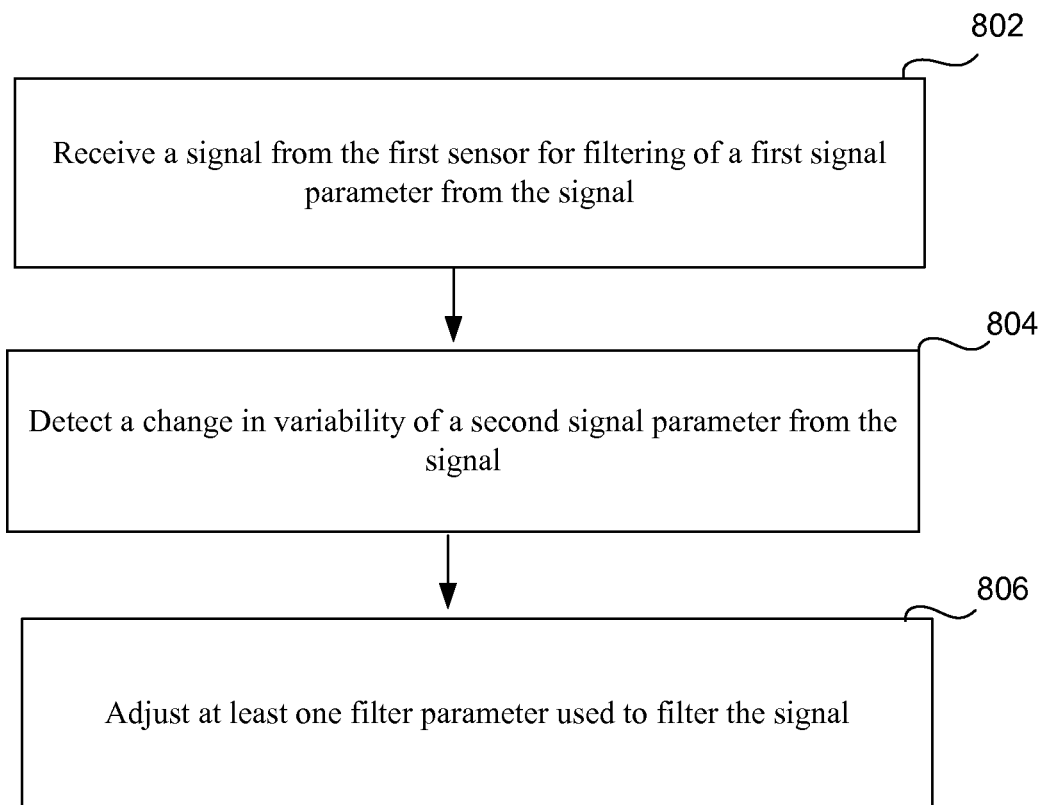 802
Receive a signal from the first sensor for filtering of a first signal
parameter from the signal
804
Detect a change in variability of a second signal parameter from the
signal
806
Adjust at least one filter parameter used to filter the signal